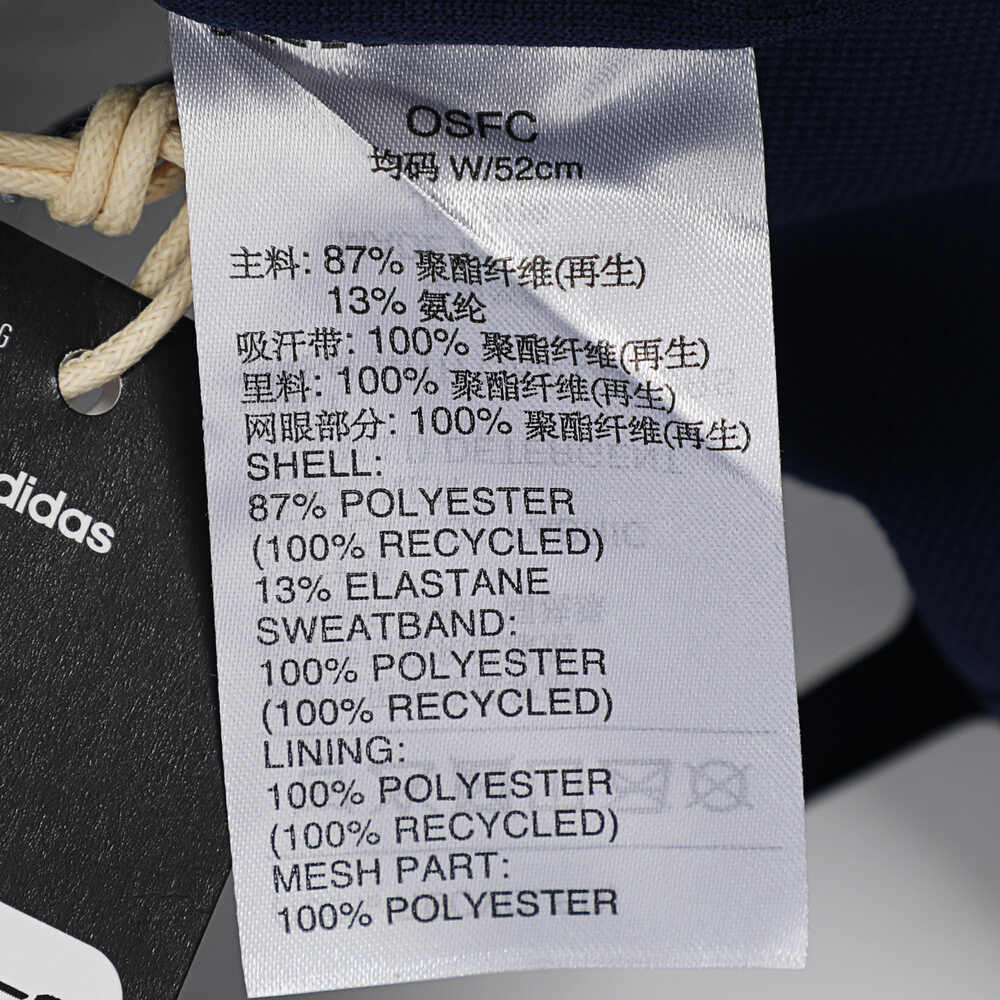 OSFC
均码 W/52cm
主料: 87% 聚酯纤维(再生)
13% 氨纶
吸汗带: 100% 聚酯纤维(再生)
里料: 100% 聚酯纤维(再生)
网眼部分: 100% 聚酯纤维(再生)
SHELL:
87% POLYESTER
(100% RECYCLED)
13% ELASTANE
SWEATBAND:
100% POLYESTER
(100% RECYCLED)
LINING:
100% POLYESTER
(100% RECYCLED)
MESH PART:
100% POLYESTER
G
didas